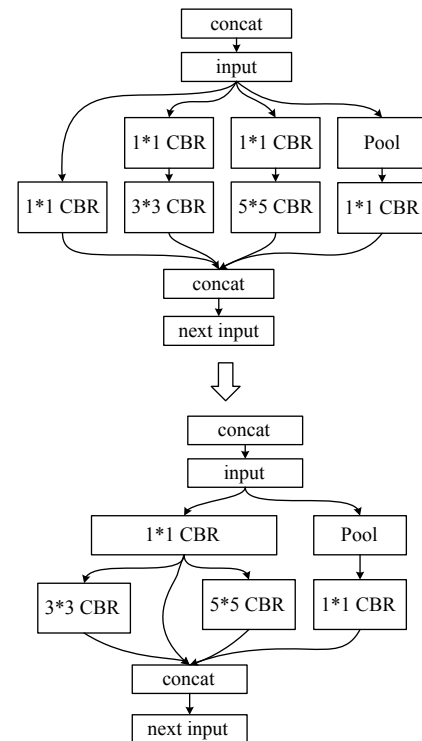 concat
input
1*1 CBR 1*1 CBR Pool
1*1 CBR 3*3 CBR 5*5 CBR 1*1 CBR
concat
next input
concat
input
1*1 CBR Pool
3*3 CBR 5*5 CBR 1*1 CBR
concat
next input